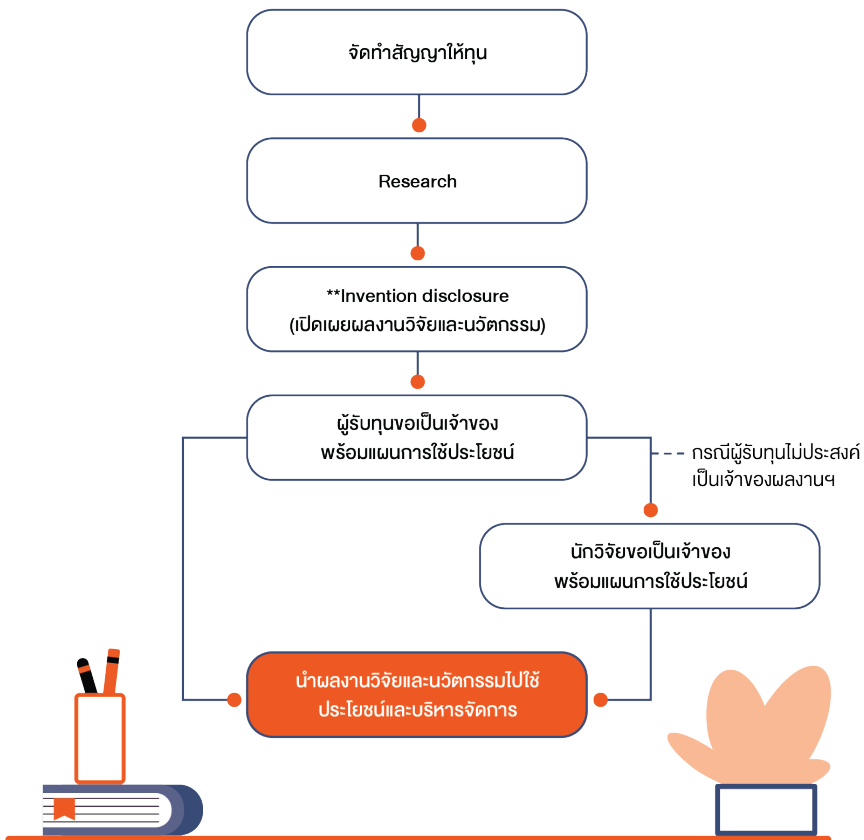 จัดทำสัญญาให้ทุน
Research
**Invention disclosure
(เปิดเผยผลงานวิจัยและนวัตกรรม)
ผู้รับทุนขอเป็นเจ้าของ
พร้อมแผนการใช้ประโยชน์
กรณีผู้รับทุนไม่ประสงค์
เป็นเจ้าของผลงานฯ
นักวิจัยขอเป็นเจ้าของ
พร้อมแผนการใช้ประโยชน์
นำผลงานวิจัยและนวัตกรรมไปใช้
ประโยชน์และบริหารจัดการ